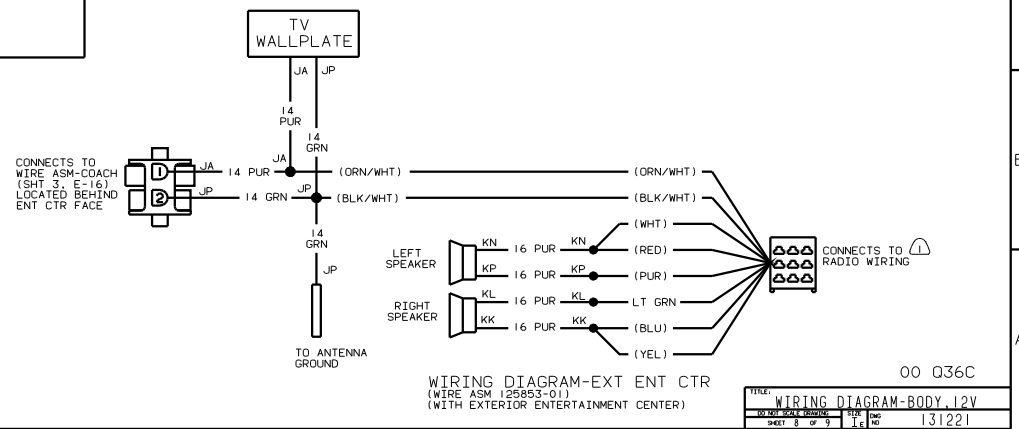 TV
WALLPLATE
JA
JP
14
PUR
14
GRN
CONNECTS TO
WIRE ASM-COACH
(SHT 3, E-16)
LOCATED BEHIND
ENT CTR FACE
1
2
JA
14 PUR
JA
(ORN/WHT)
(ORN/WHT)
JP
14 GRN
JP
(BLK/WHT)
(BLK/WHT)
14
GRN
JP
TO ANTENNA
GROUND
LEFT
SPEAKER
KN
16 PUR
KN
(WHT)
(RED)
KP
16 PUR
KP
(PUR)
RIGHT
SPEAKER
KL
16 PUR
KL
LT GRN
KK
16 PUR
KK
(BLU)
(YEL)
CONNECTS TO
RADIO WIRING
1
WIRING DIAGRAM-EXT ENT CTR
(WIRE ASM 125853-01)
(WITH EXTERIOR ENTERTAINMENT CENTER)
00 Q36C
TITLE:
WIRING DIAGRAM-BODY,12V
DO NOT SCALE DRAWING
SHEET 8 OF 9
SIZE
E
DWG
NO
131221